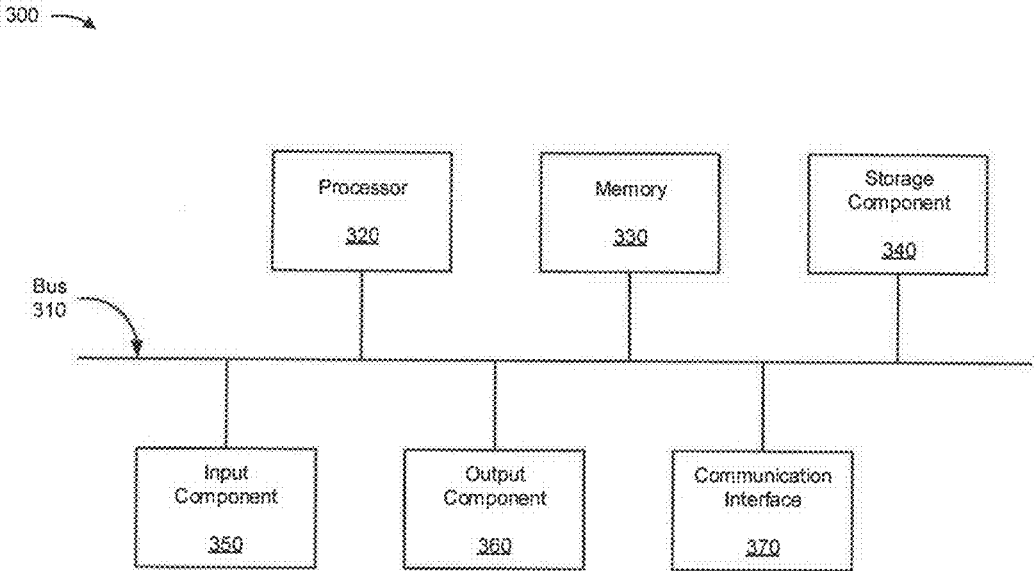 300
Processor
320
Memory
330
Storage
Component
340
Bus
310
Input
Component
350
Output
Component
360
Communication
Interface
370